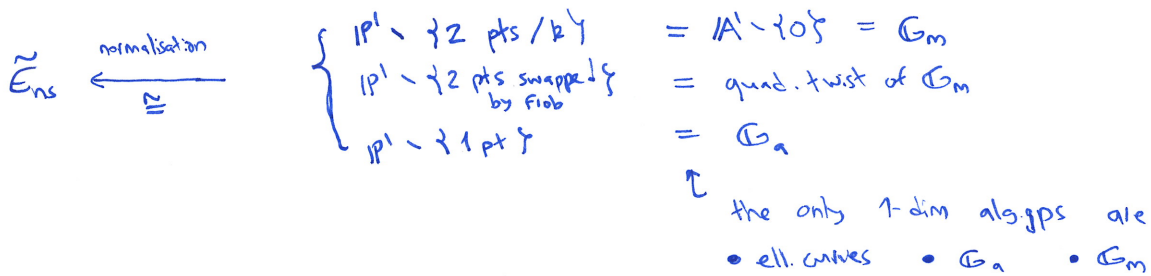 Ẽ_ns ←normalisation ≅ { P¹ \ {2 pts /k} = A¹ \ {0} = G_m
P¹ \ {2 pts swapped by Frob} = quad. twist of G_m
P¹ \ {1 pt} = G_a
↑
the only 1-dim alg.gps are
• ell. curves • G_a • G_m